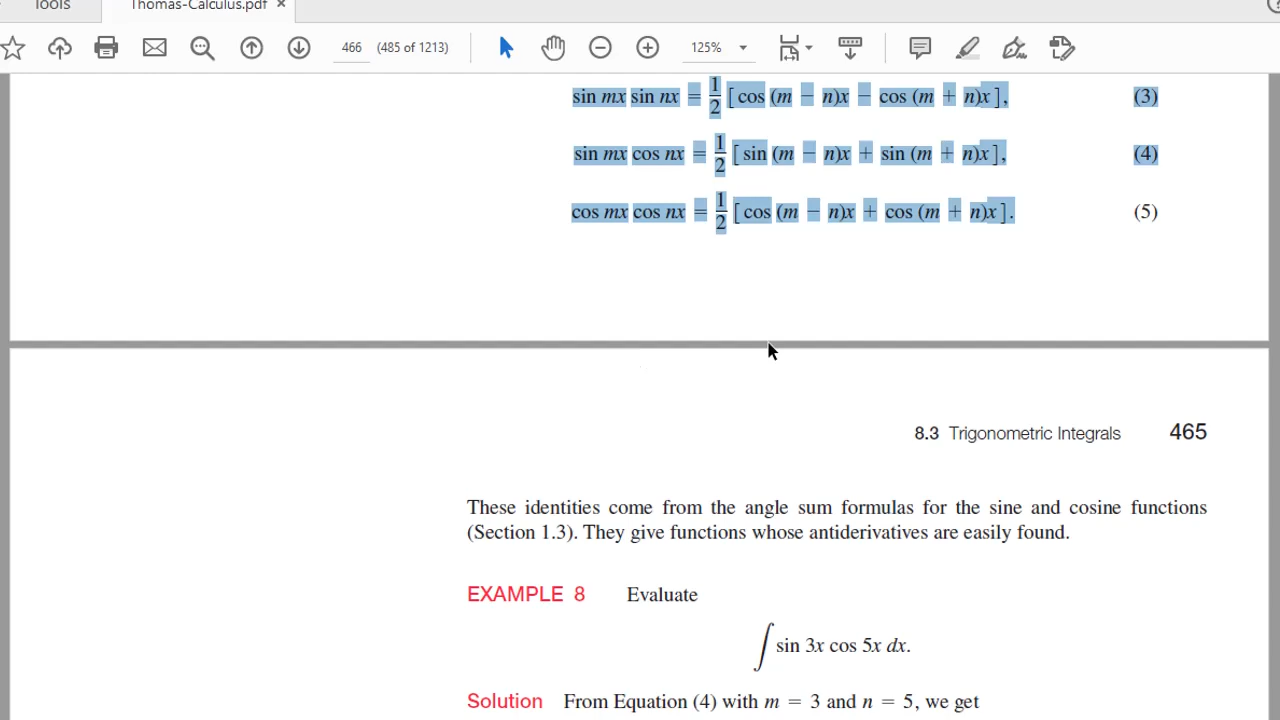 Tools
Thomas-Calculus.pdf ×
466 (485 of 1213) 125%
sin mx sin nx = 1/2 [cos (m − n)x − cos (m + n)x], (3)
sin mx cos nx = 1/2 [sin (m − n)x + sin (m + n)x], (4)
cos mx cos nx = 1/2 [cos (m − n)x + cos (m + n)x]. (5)
8.3 Trigonometric Integrals 465
These identities come from the angle sum formulas for the sine and cosine functions
(Section 1.3). They give functions whose antiderivatives are easily found.
EXAMPLE 8 Evaluate
∫ sin 3x cos 5x dx.
Solution From Equation (4) with m = 3 and n = 5, we get